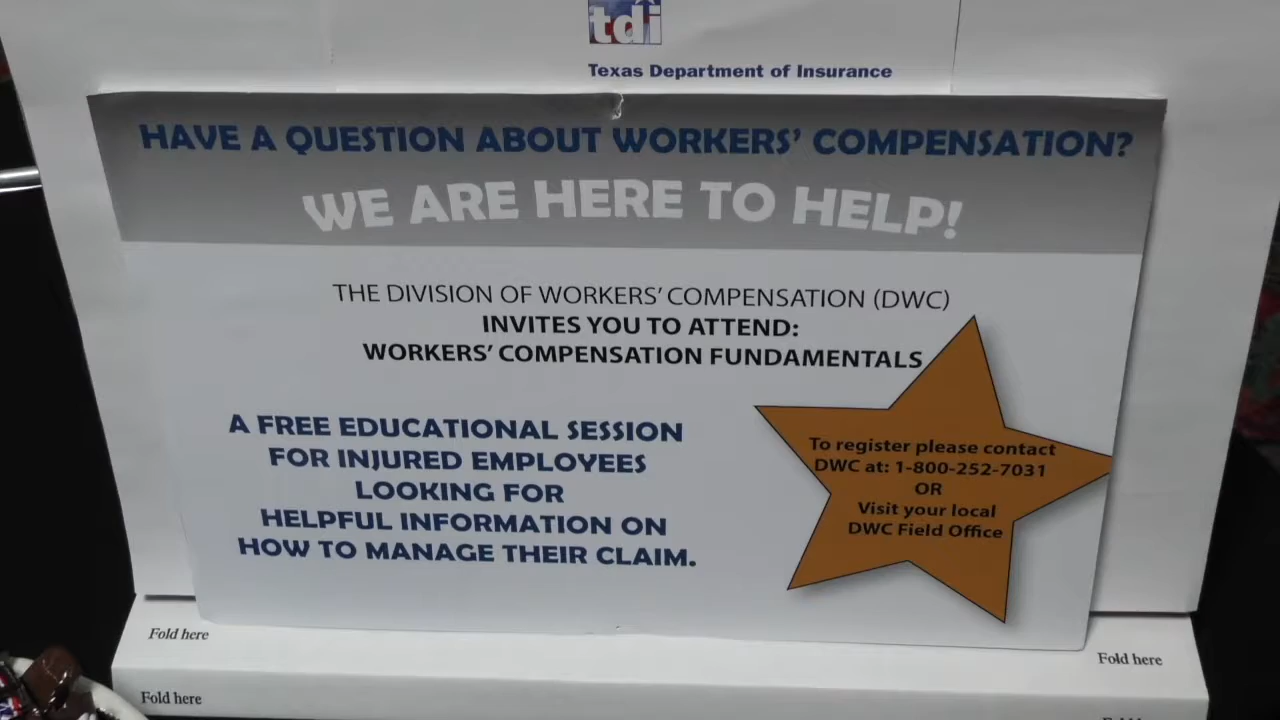 tdi
Texas Department of Insurance
HAVE A QUESTION ABOUT WORKERS' COMPENSATION?
WE ARE HERE TO HELP!
THE DIVISION OF WORKERS' COMPENSATION (DWC)
INVITES YOU TO ATTEND:
WORKERS' COMPENSATION FUNDAMENTALS
A FREE EDUCATIONAL SESSION
FOR INJURED EMPLOYEES
LOOKING FOR
HELPFUL INFORMATION ON
HOW TO MANAGE THEIR CLAIM.
To register please contact
DWC at: 1-800-252-7031
OR
Visit your local
DWC Field Office
Fold here
Fold here
Fold here